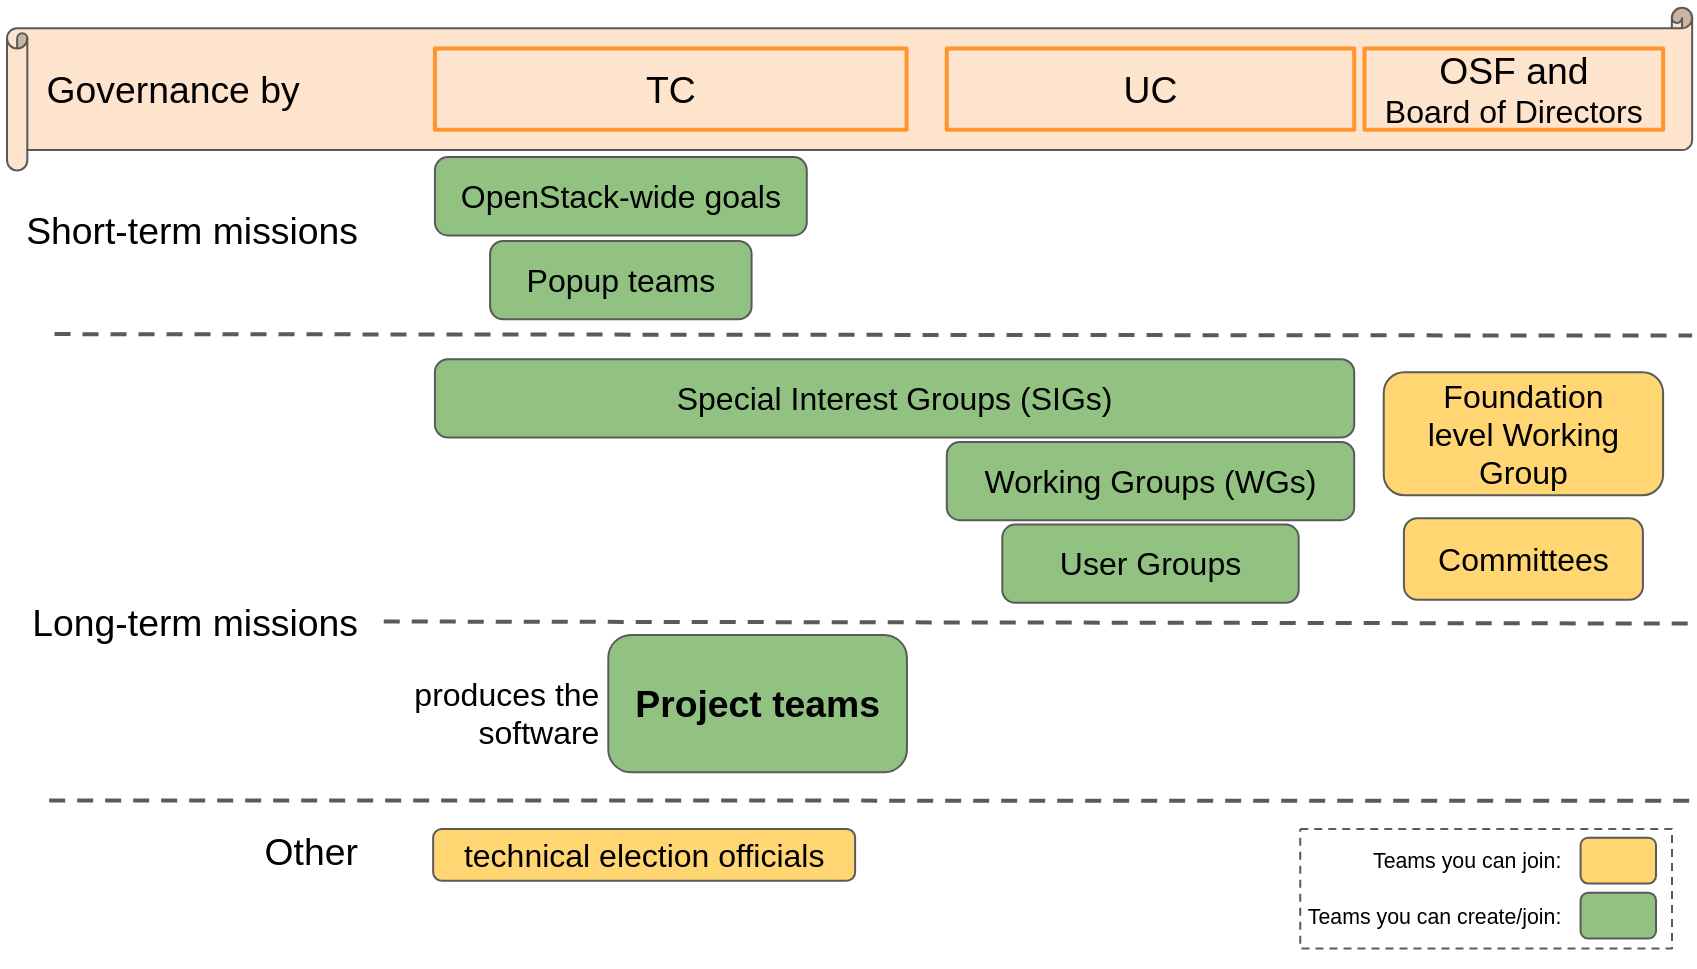 Governance by
TC
UC
OSF and
Board of Directors
OpenStack-wide goals
Short-term missions
Popup teams
Special Interest Groups (SIGs)
Foundation
level Working
Group
Working Groups (WGs)
User Groups
Committees
Long-term missions
produces the
software
Project teams
Other
technical election officials
Teams you can join:
Teams you can create/join: